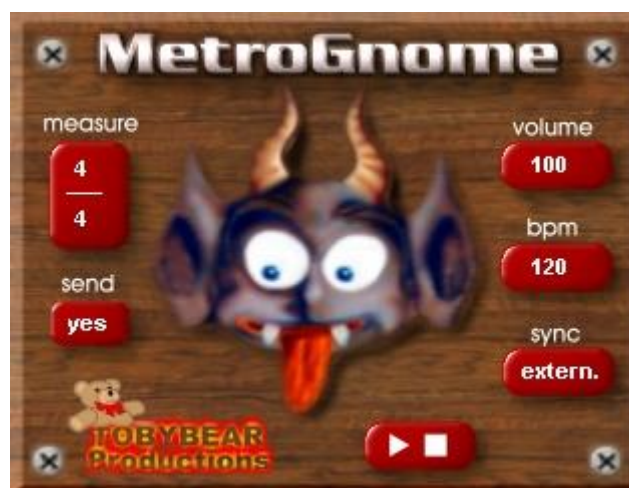 MetroGnome
measure
4
4
send
yes
volume
100
bpm
120
sync
extern.
TOBYBEAR
Productions